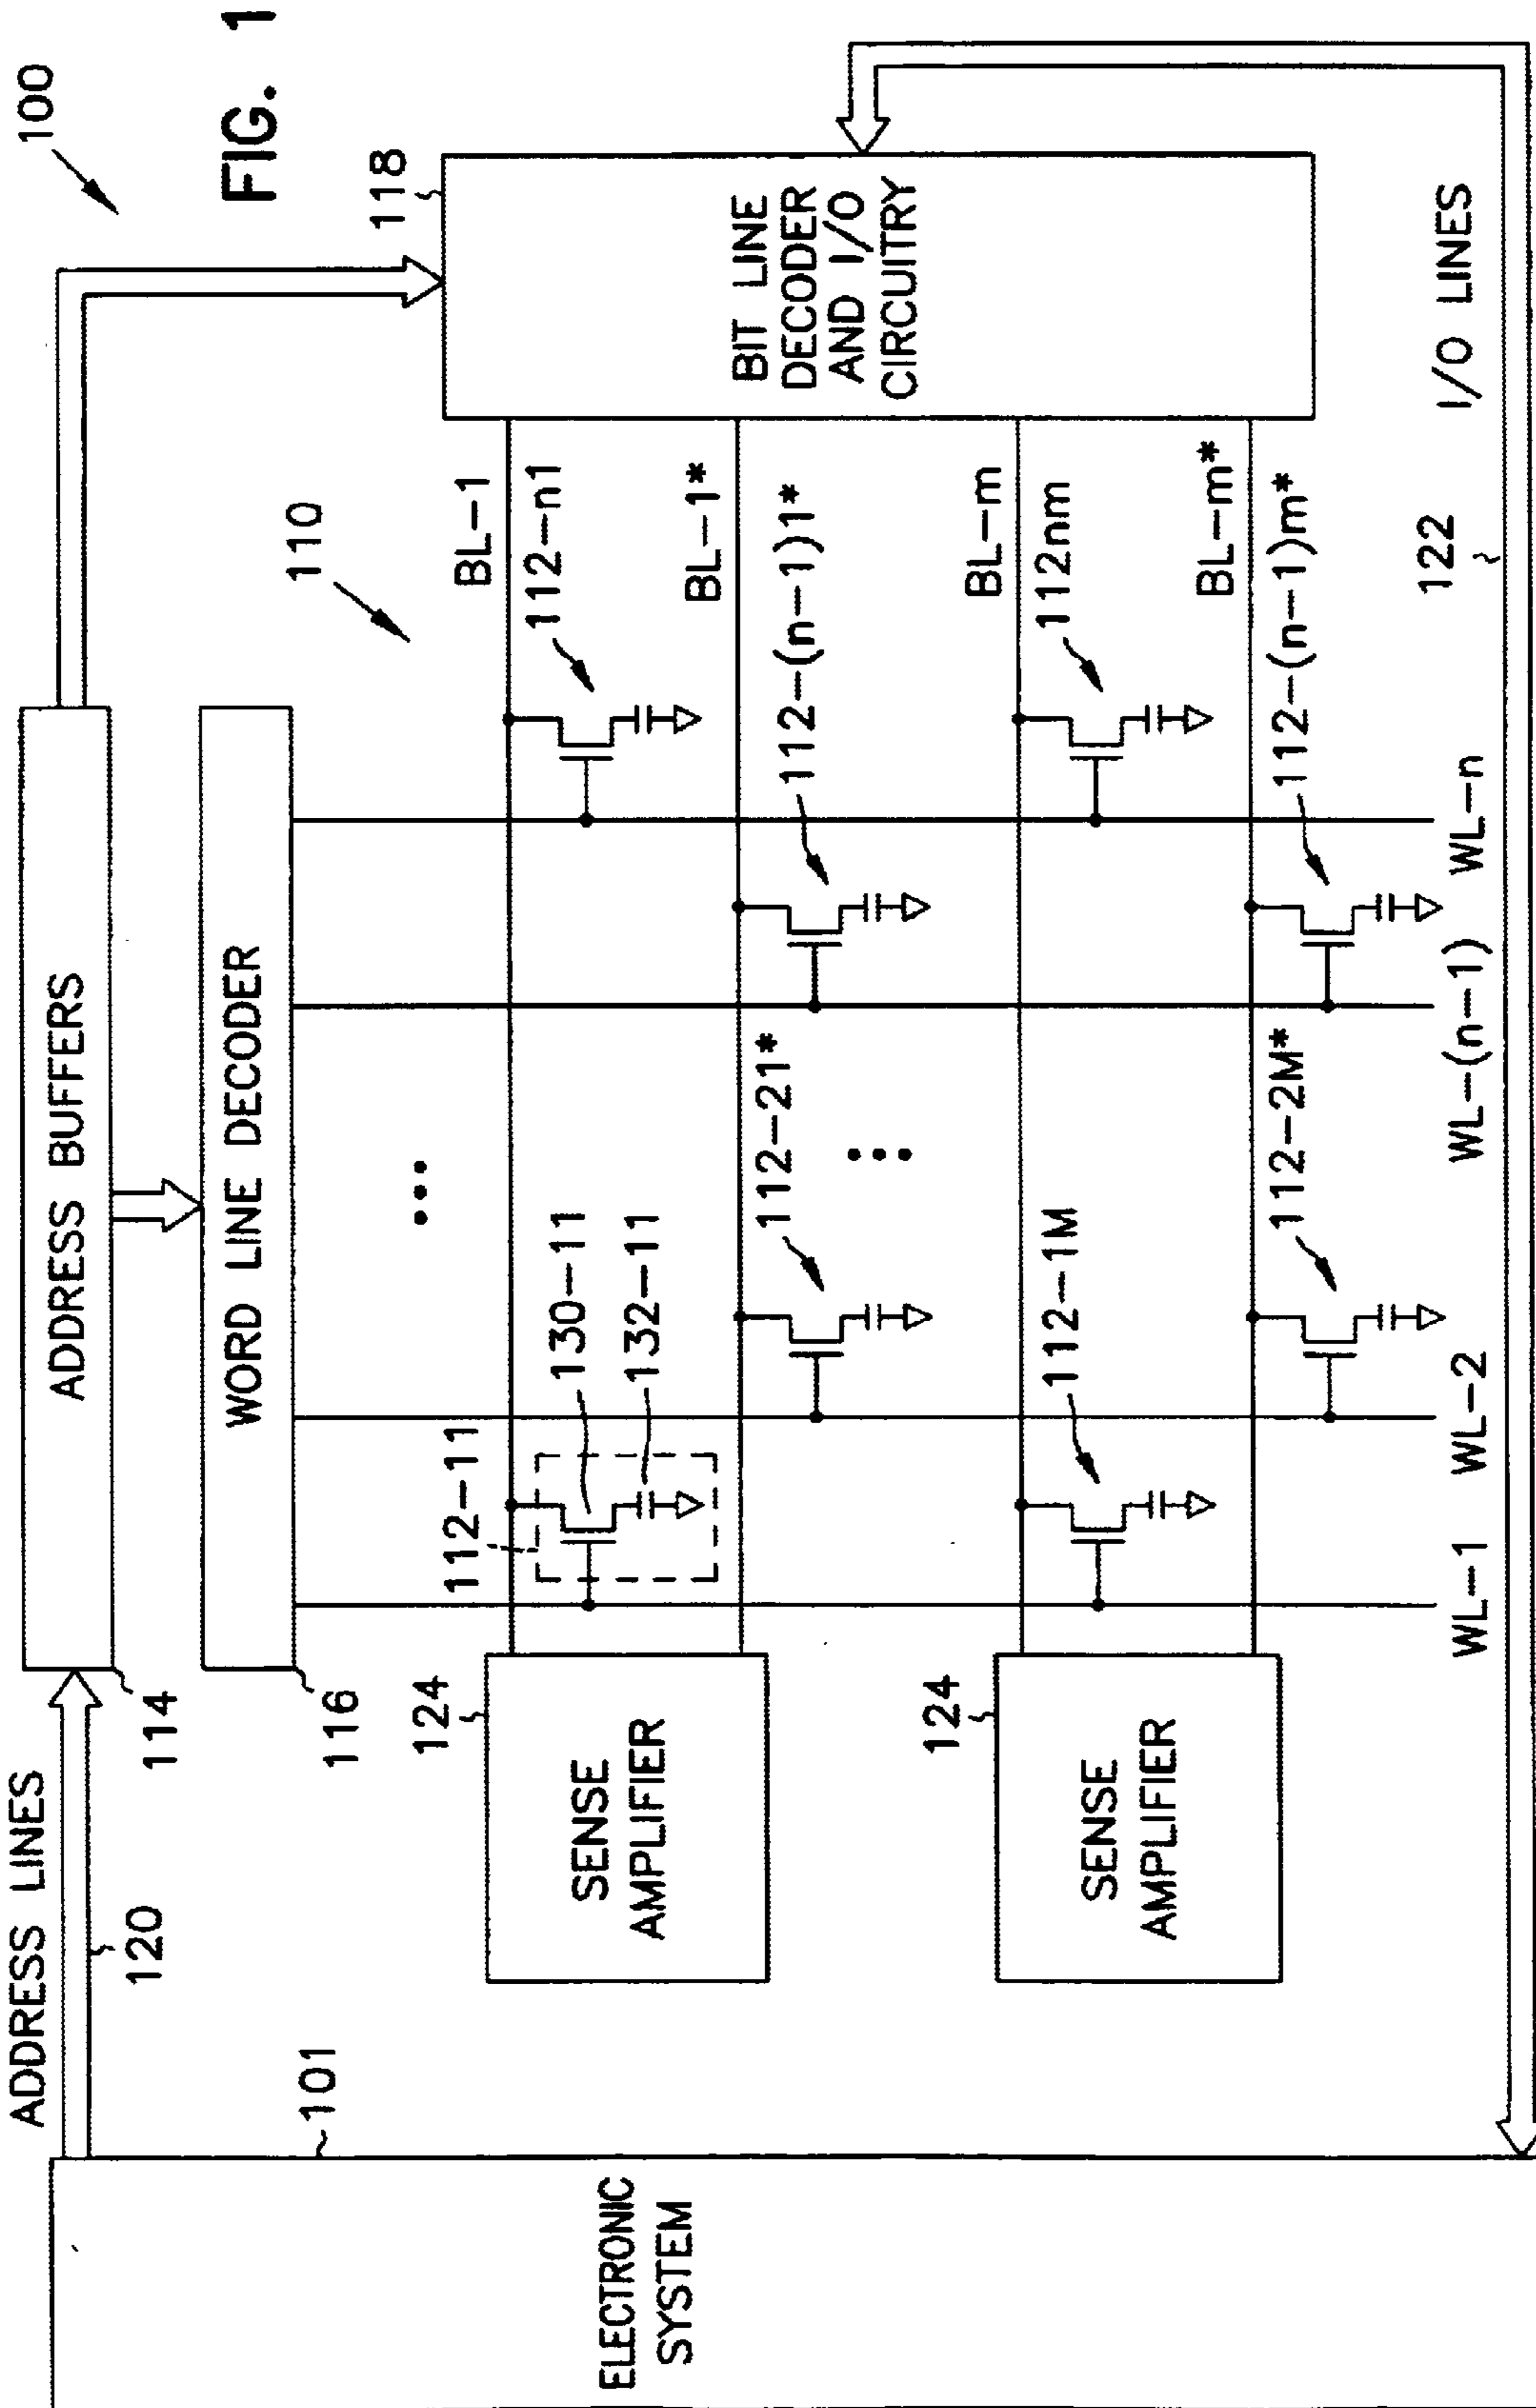 FIG. 1
100
ADDRESS LINES
120
101
ELECTRONIC
SYSTEM
ADDRESS BUFFERS
114
WORD LINE DECODER
116
118
BIT LINE
DECODER
AND I/O
CIRCUITRY
110
124
SENSE
AMPLIFIER
124
SENSE
AMPLIFIER
112-11
130-11
132-11
BL-1
112-n1
BL-1*
112-21*
112-(n-1)1*
BL-m
112-1M
112nm
BL-m*
112-2M*
112-(n-1)m*
WL-1
WL-2
WL-(n-1)
WL-n
122
I/O LINES